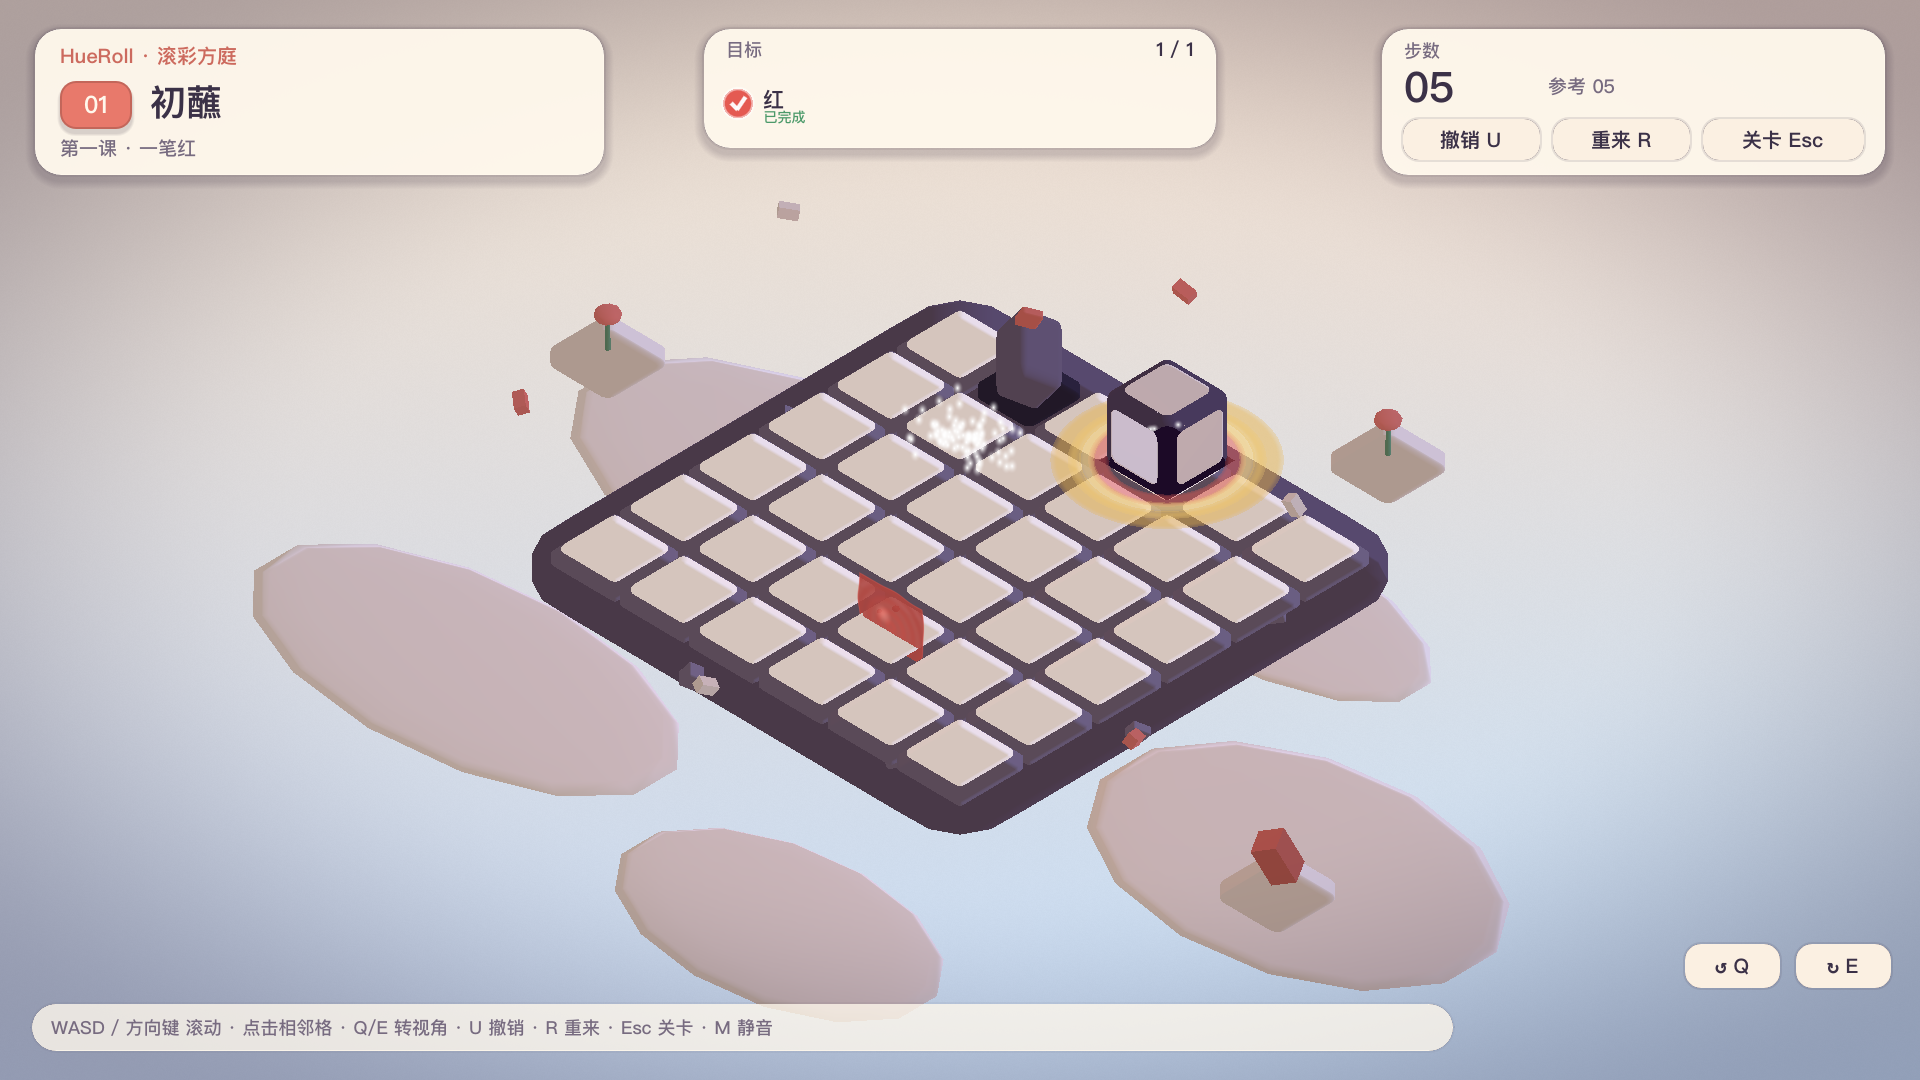 HueRoll · 滚彩方庭
01 初蘸
第一课 · 一笔红
目标 1 / 1
红
已完成
步数
05 参考 05
撤销 U 重来 R 关卡 Esc
↺ Q ↻ E
WASD / 方向键 滚动 · 点击相邻格 · Q/E 转视角 · U 撤销 · R 重来 · Esc 关卡 · M 静音